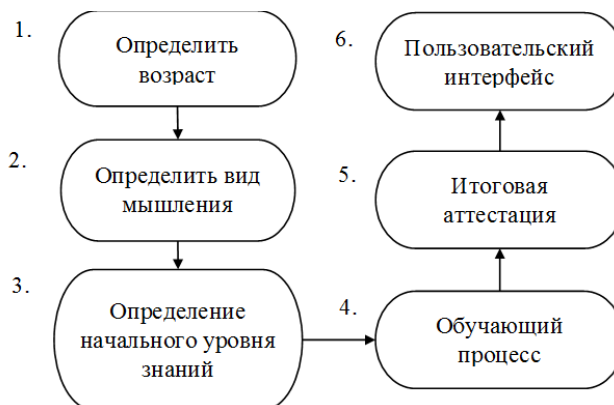 1.
Определить
возраст
2.
Определить вид
мышления
3.
Определение
начального уровня
знаний
4.
Обучающий
процесс
5.
Итоговая
аттестация
6.
Пользовательский
интерфейс